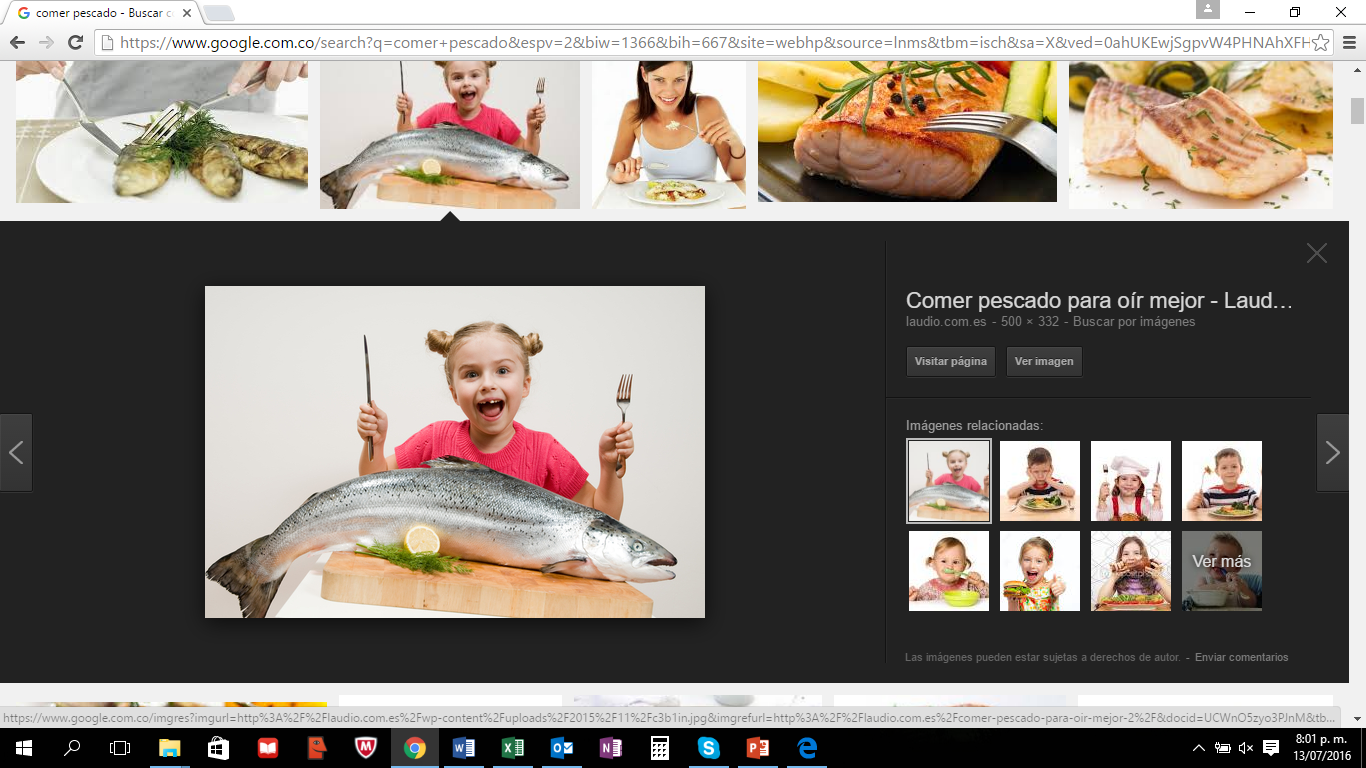 comer pescado - Buscar c
https://www.google.com.co/search?q=comer+pescado&espv=2&biw=1366&bih=667&site=webhp&source=lnms&tbm=isch&sa=X&ved=0ahUKEwjSgpvW4PHNAhXFH
Comer pescado para oír mejor - Laud…
laudio.com.es - 500 × 332 - Buscar por imágenes
Visitar página
Ver imagen
Imágenes relacionadas:
Ver más
Las imágenes pueden estar sujetas a derechos de autor. - Enviar comentarios
https://www.google.com.co/imgres?imgurl=http%3A%2F%2Flaudio.com.es%2Fwp-content%2Fuploads%2F2015%2F11%2Fc3b1in.jpg&imgrefurl=http%3A%2F%2Flaudio.com.es%2Fcomer-pescado-para-oir-mejor-2%2F&docid=UCWnO5zyo3PJnM&tb...
8:01 p. m.
13/07/2016